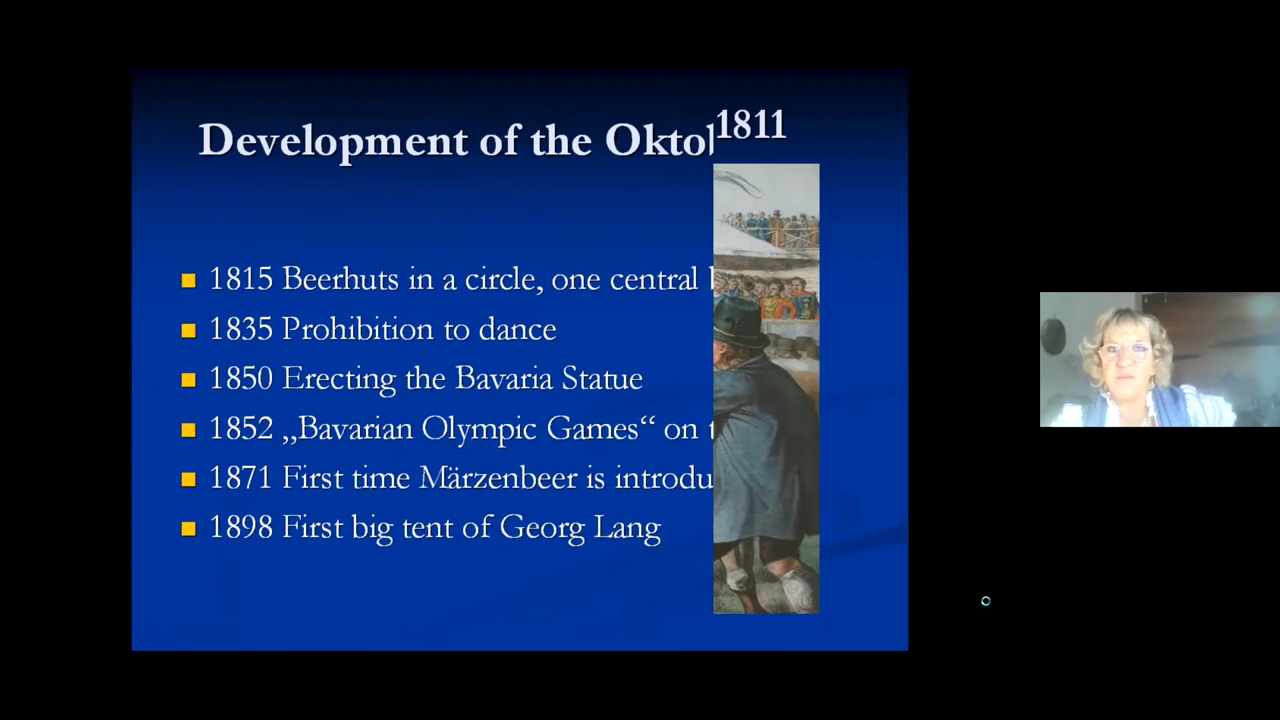 Development of the Oktol
1811
1815 Beerhuts in a circle, one central
1835 Prohibition to dance
1850 Erecting the Bavaria Statue
1852 „Bavarian Olympic Games“ on
1871 First time Märzenbeer is introdu
1898 First big tent of Georg Lang